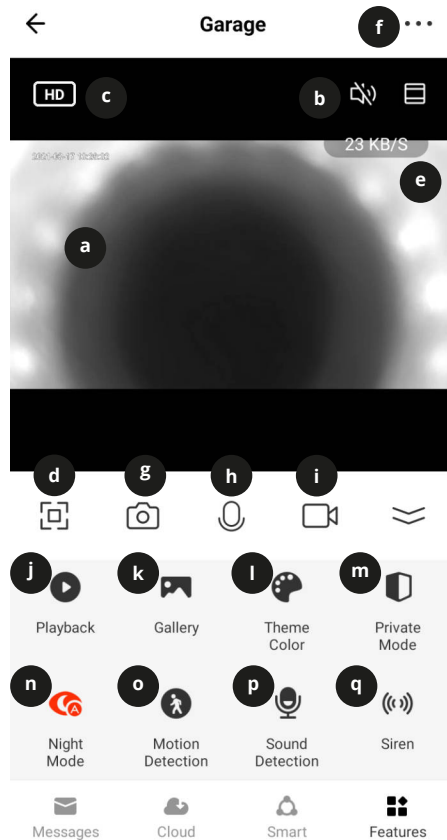 Garage
f
HD
c
b
23 KB/S
e
a
d
g
h
i
j
k
l
m
Playback
Gallery
Theme
Color
Private
Mode
n
o
p
q
Night
Mode
Motion
Detection
Sound
Detection
Siren
Messages
Cloud
Smart
Features